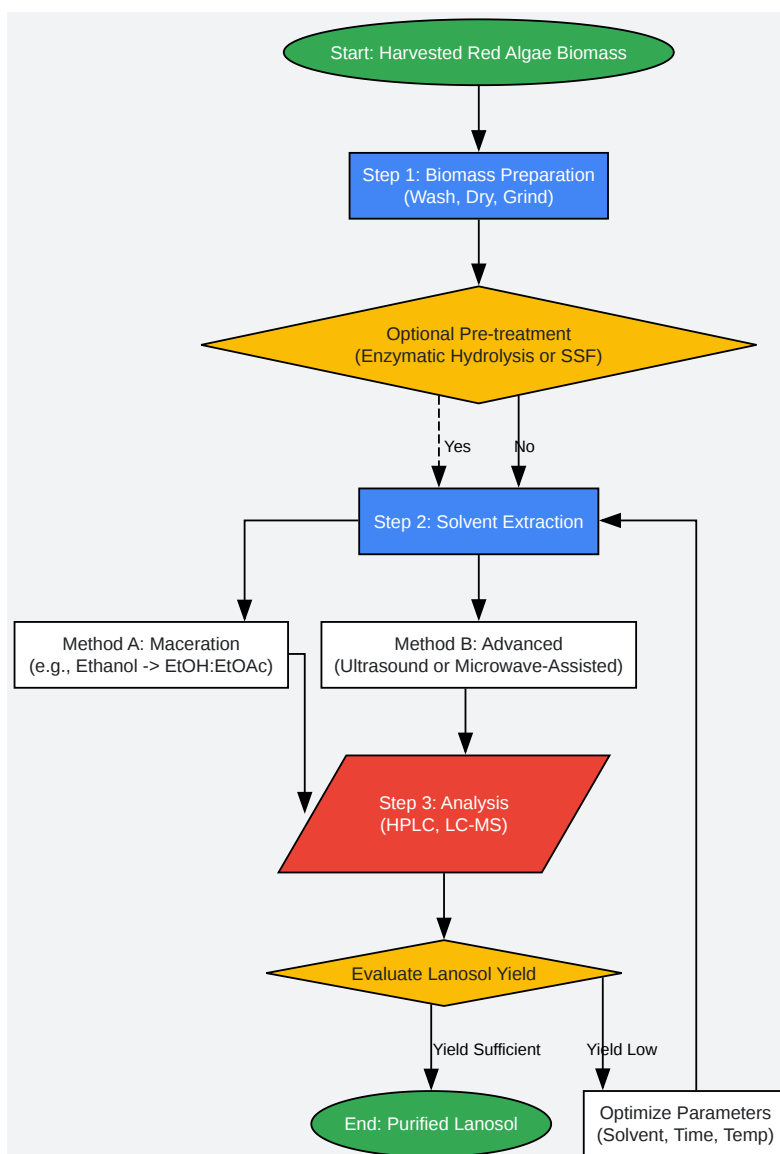 Start: Harvested Red Algae Biomass
Step 1: Biomass Preparation
(Wash, Dry, Grind)
Optional Pre-treatment
(Enzymatic Hydrolysis or SSF)
Yes
No
Step 2: Solvent Extraction
Method A: Maceration
(e.g., Ethanol -> EtOH:EtOAc)
Method B: Advanced
(Ultrasound or Microwave-Assisted)
Step 3: Analysis
(HPLC, LC-MS)
Evaluate Lanosol Yield
Yield Sufficient
Yield Low
End: Purified Lanosol
Optimize Parameters
(Solvent, Time, Temp)